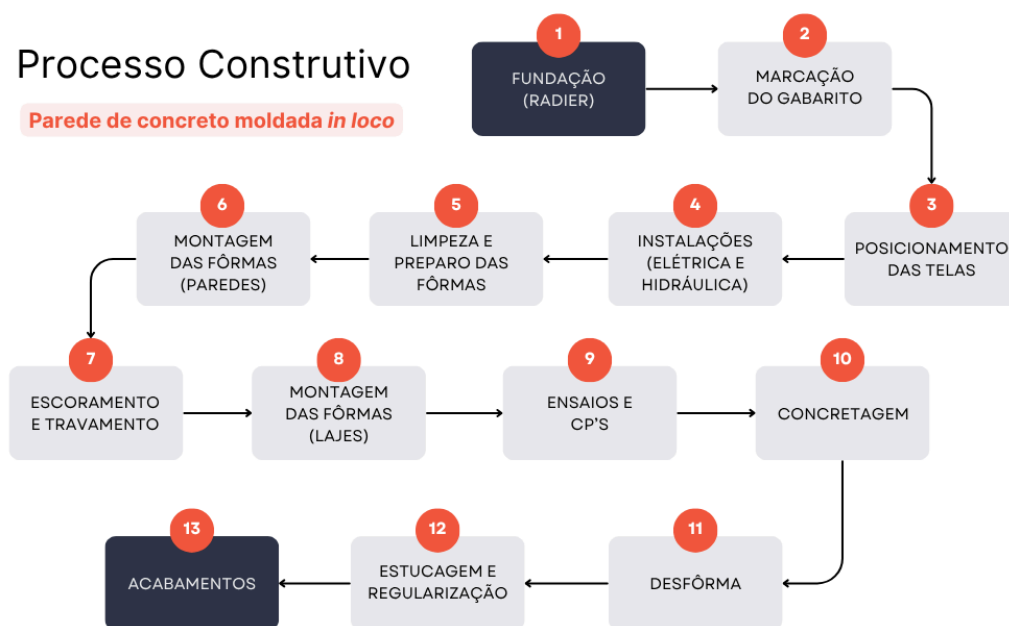 Processo Construtivo
Parede de concreto moldada in loco
1
FUNDAÇÃO
(RADIER)
2
MARCAÇÃO
DO GABARITO
3
POSICIONAMENTO
DAS TELAS
4
INSTALAÇÕES
(ELÉTRICA E
HIDRÁULICA)
5
LIMPEZA E
PREPARO DAS
FÔRMAS
6
MONTAGEM
DAS FÔRMAS
(PAREDES)
7
ESCORAMENTO
E TRAVAMENTO
8
MONTAGEM
DAS FÔRMAS
(LAJES)
9
ENSAIOS E
CP'S
10
CONCRETAGEM
11
DESFÔRMA
12
ESTUCAGEM E
REGULARIZAÇÃO
13
ACABAMENTOS